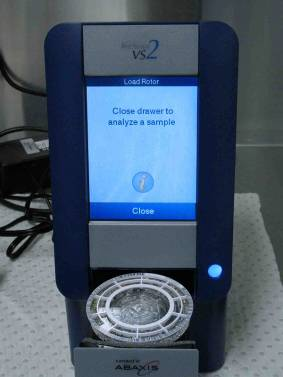 VS2
Load Rotor
Close drawer to
analyze a sample
i
Close
ABAXIS